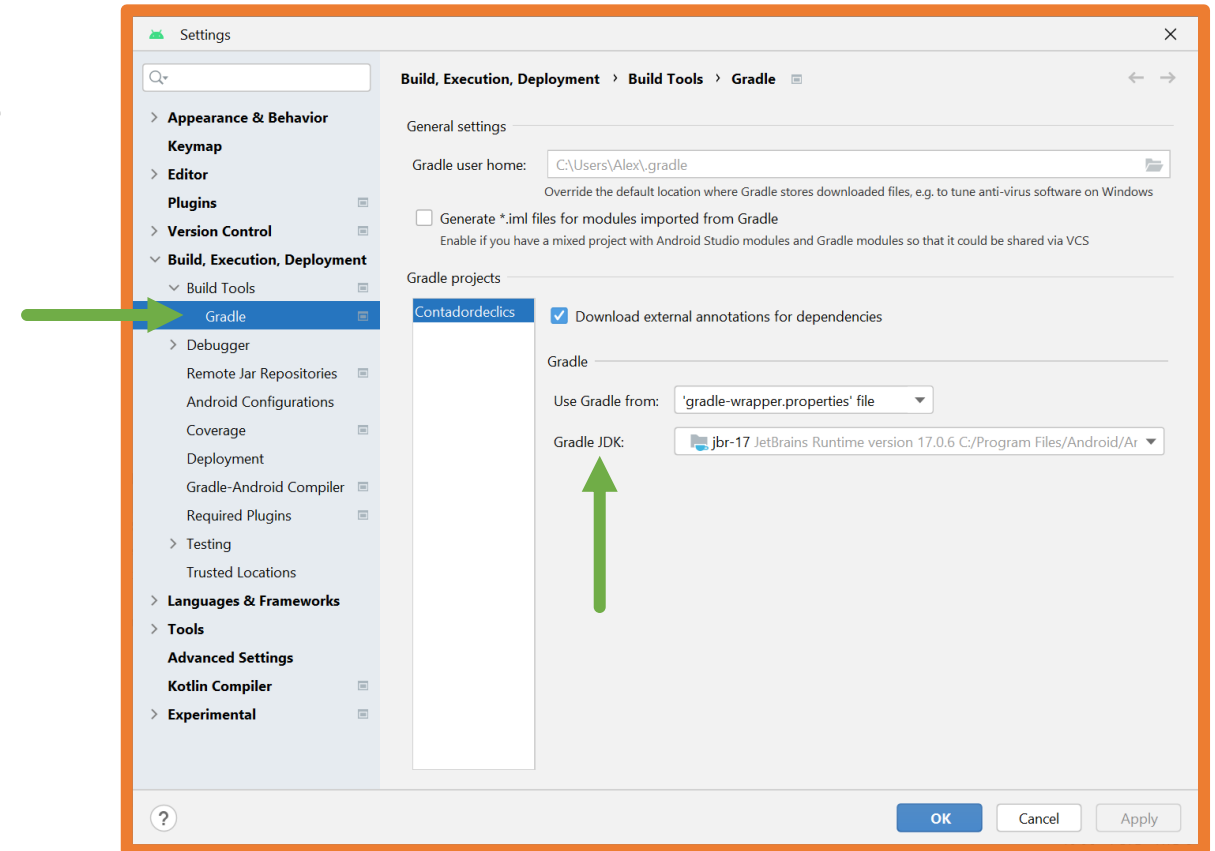 Settings
Build, Execution, Deployment › Build Tools › Gradle
Appearance & Behavior
Keymap
Editor
Plugins
Version Control
Build, Execution, Deployment
Build Tools
Gradle
Debugger
Remote Jar Repositories
Android Configurations
Coverage
Deployment
Gradle-Android Compiler
Required Plugins
Testing
Trusted Locations
Languages & Frameworks
Tools
Advanced Settings
Kotlin Compiler
Experimental
General settings
Gradle user home: C:\Users\Alex\.gradle
Override the default location where Gradle stores downloaded files, e.g. to tune anti-virus software on Windows
Generate *.iml files for modules imported from Gradle
Enable if you have a mixed project with Android Studio modules and Gradle modules so that it could be shared via VCS
Gradle projects
Contadordeclics
Download external annotations for dependencies
Gradle
Use Gradle from: 'gradle-wrapper.properties' file
Gradle JDK: jbr-17 JetBrains Runtime version 17.0.6 C:/Program Files/Android/Ar
?
OK
Cancel
Apply